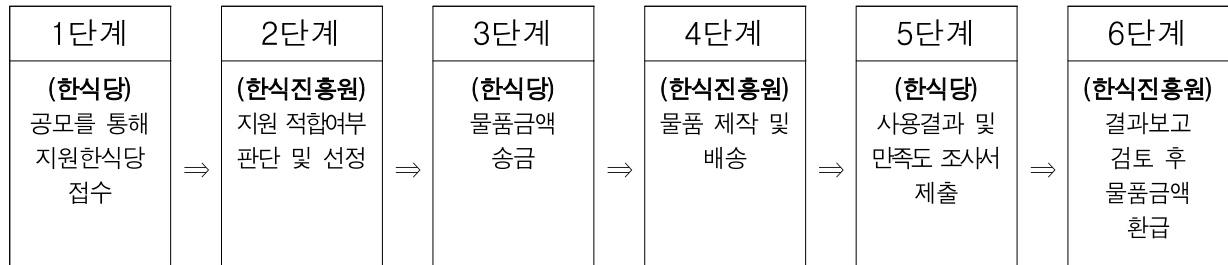 1단계
(한식당)
공모를 통해
지원한식당
접수
⇒
2단계
(한식진흥원)
지원 적합여부
판단 및 선정
⇒
3단계
(한식당)
물품금액
송금
⇒
4단계
(한식진흥원)
물품 제작 및
배송
⇒
5단계
(한식당)
사용결과 및
만족도 조사서
제출
⇒
6단계
(한식진흥원)
결과보고
검토 후
물품금액
환급